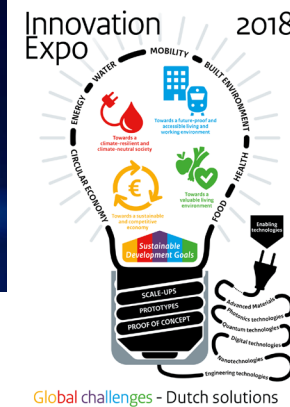 Innovation
Expo
2018
CIRCULAR ECONOMY
ENERGY
WATER
MOBILITY
BUILT ENVIRONMENT
HEALTH
FOOD
Towards a
climate-resilient and
climate-neutral society
Towards a future-proof and
accessible living and
working environment
Towards a sustainable
and competitive
economy
Towards a
valuable living
environment
Sustainable
Development Goals
SCALE-UPS
PROTOTYPES
PROOF OF CONCEPT
Enabling
technologies
Advanced Materials
Photonics technologies
Quantum technologies
Digital technologies
Nanotechnologies
Engineering technologies
Global challenges - Dutch solutions